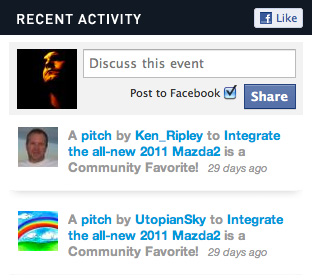 RECENT ACTIVITY
Like
Discuss this event
Post to Facebook
Share
A pitch by Ken_Ripley to Integrate
the all-new 2011 Mazda2 is a
Community Favorite! 29 days ago
A pitch by UtopianSky to Integrate
the all-new 2011 Mazda2 is a
Community Favorite! 29 days ago